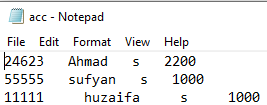 acc - Notepad
File Edit Format View Help
24623 Ahmad s 2200
55555 sufyan s 1000
11111 huzaifa s 1000